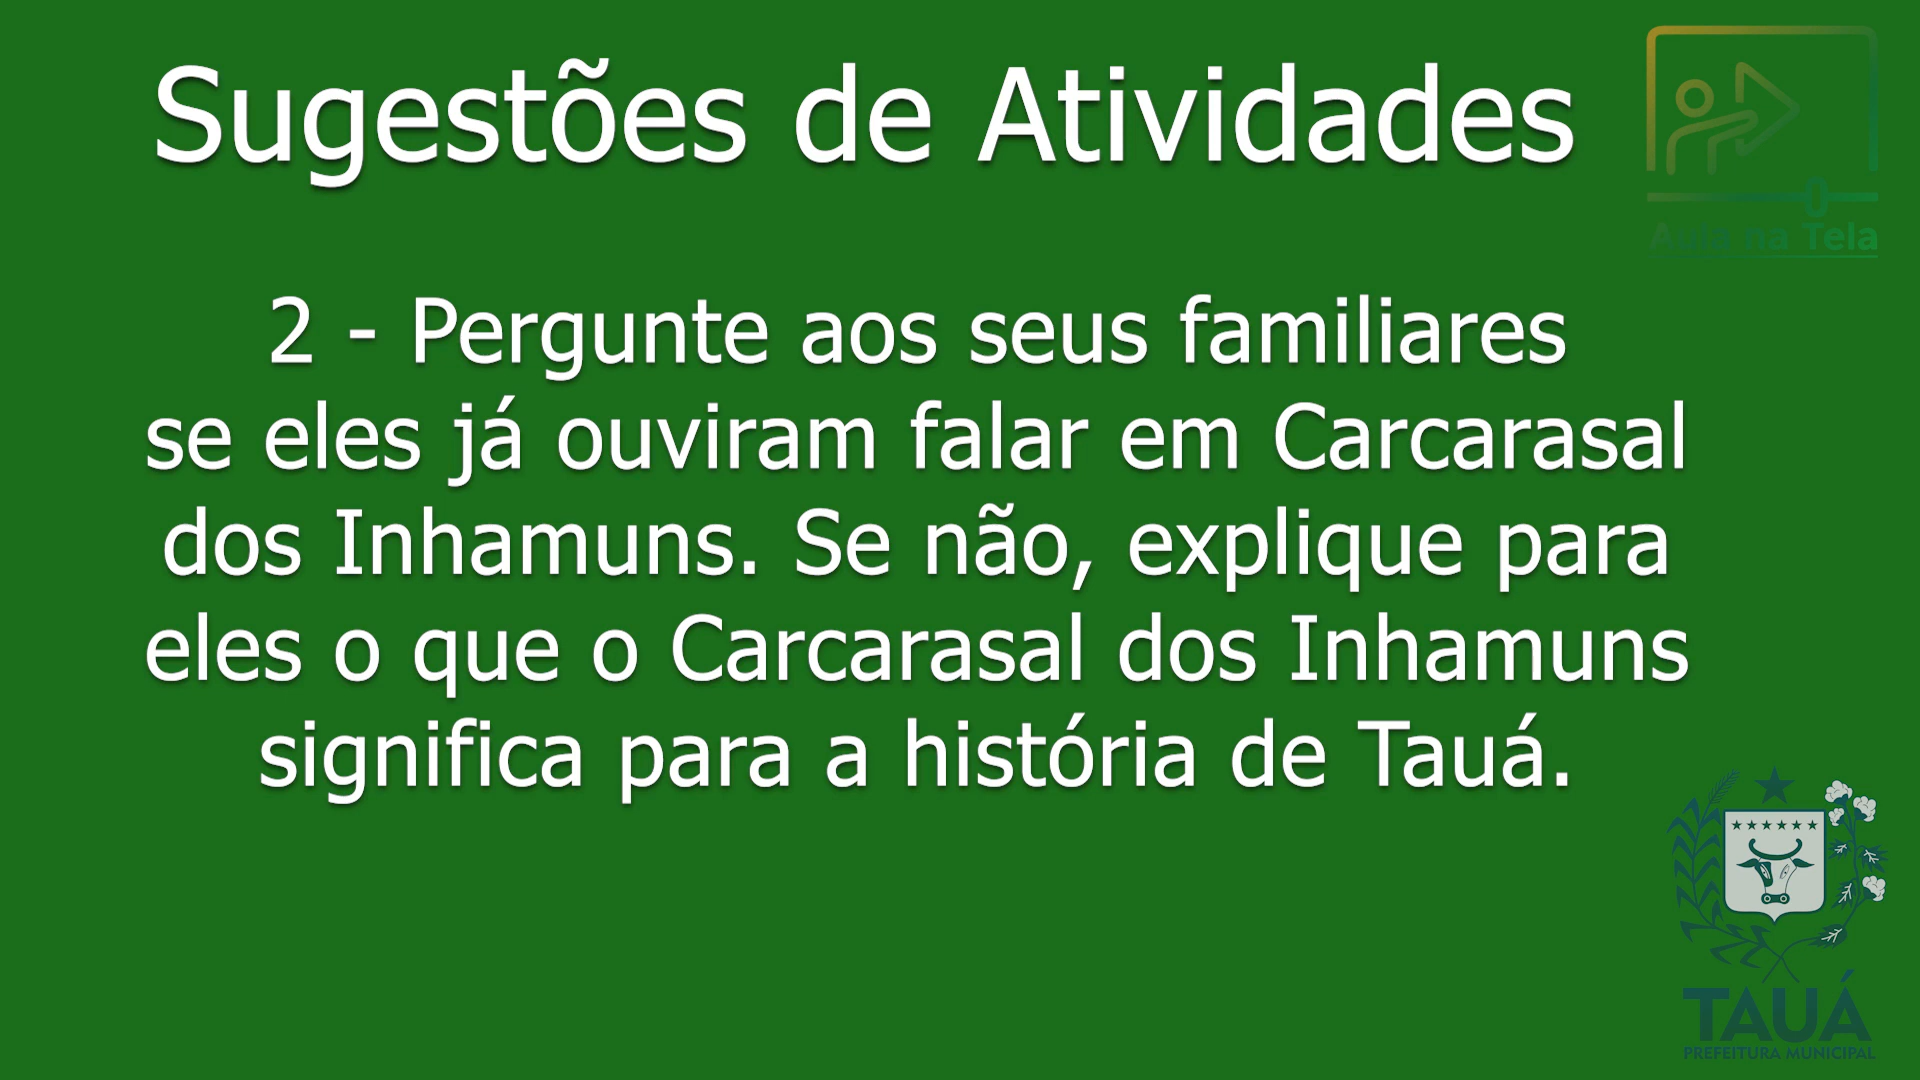 Sugestões de Atividades
Aula na Tela
2 - Pergunte aos seus familiares
se eles já ouviram falar em Carcarasal
dos Inhamuns. Se não, explique para
eles o que o Carcarasal dos Inhamuns
significa para a história de Tauá.
TAUÁ
PREFEITURA MUNICIPAL